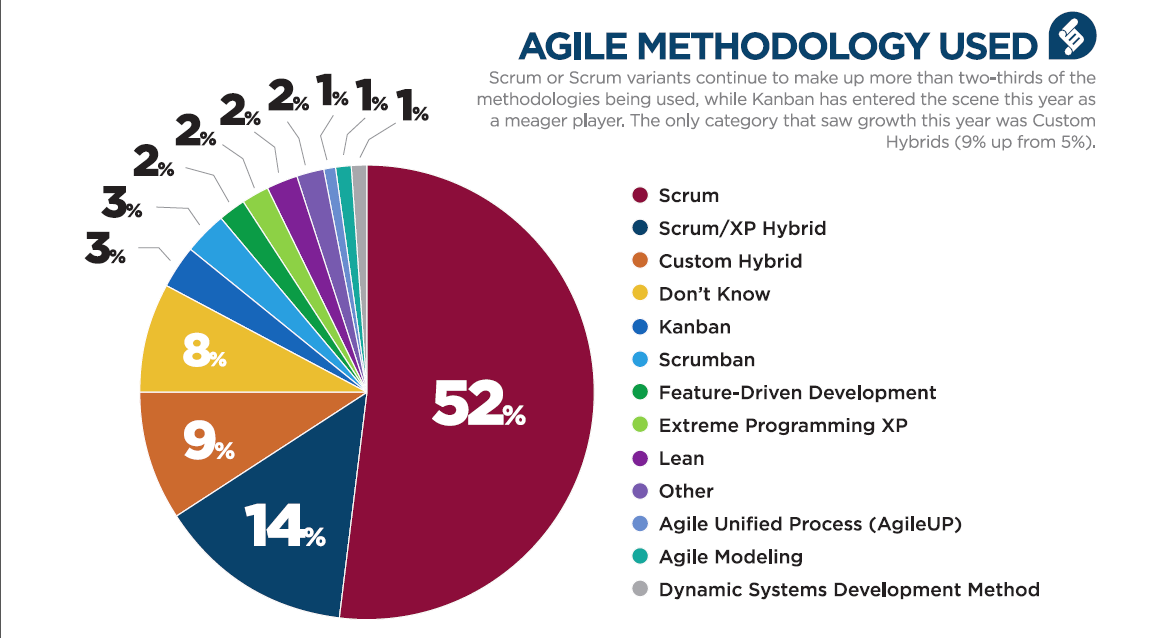 AGILE METHODOLOGY USED
Scrum or Scrum variants continue to make up more than two-thirds of the
methodologies being used, while Kanban has entered the scene this year as
a meager player. The only category that saw growth this year was Custom
Hybrids (9% up from 5%).
1%
1%
1%
2%
2%
2%
2%
3%
3%
8%
9%
14%
52%
Scrum
Scrum/XP Hybrid
Custom Hybrid
Don't Know
Kanban
Scrumban
Feature-Driven Development
Extreme Programming XP
Lean
Other
Agile Unified Process (AgileUP)
Agile Modeling
Dynamic Systems Development Method